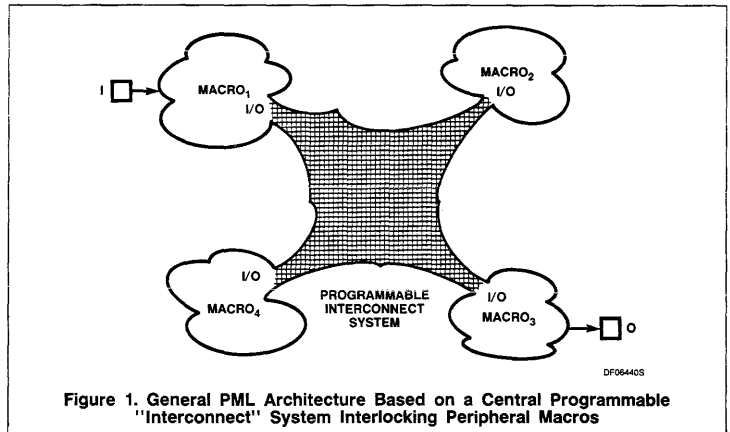 I
MACRO₁
I/O
MACRO₂
I/O
I/O
MACRO₄
PROGRAMMABLE
INTERCONNECT
SYSTEM
I/O
MACRO₃
O
DF06440S
Figure 1. General PML Architecture Based on a Central Programmable
"Interconnect" System Interlocking Peripheral Macros